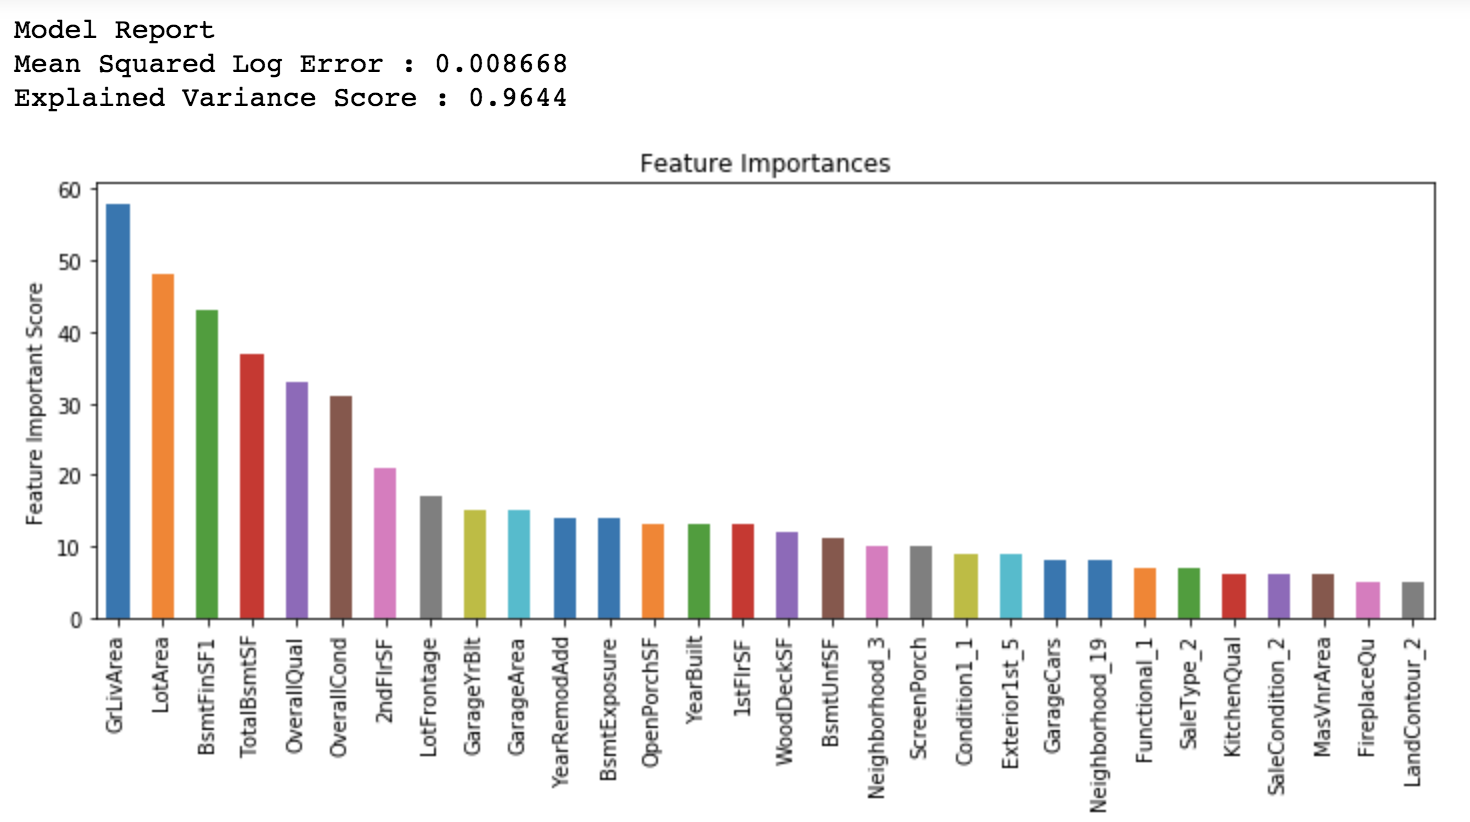 Model Report
Mean Squared Log Error : 0.008668
Explained Variance Score : 0.9644
Feature Importances
Feature Important Score
60
50
40
30
20
10
0
GrLivArea
LotArea
BsmtFinSF1
TotalBsmtSF
OverallQual
OverallCond
2ndFlrSF
LotFrontage
GarageYrBlt
GarageArea
YearRemodAdd
BsmtExposure
OpenPorchSF
YearBuilt
1stFlrSF
WoodDeckSF
BsmtUnfSF
Neighborhood_3
ScreenPorch
Condition1_1
Exterior1st_5
GarageCars
Neighborhood_19
Functional_1
SaleType_2
KitchenQual
SaleCondition_2
MasVnrArea
FireplaceQu
LandContour_2